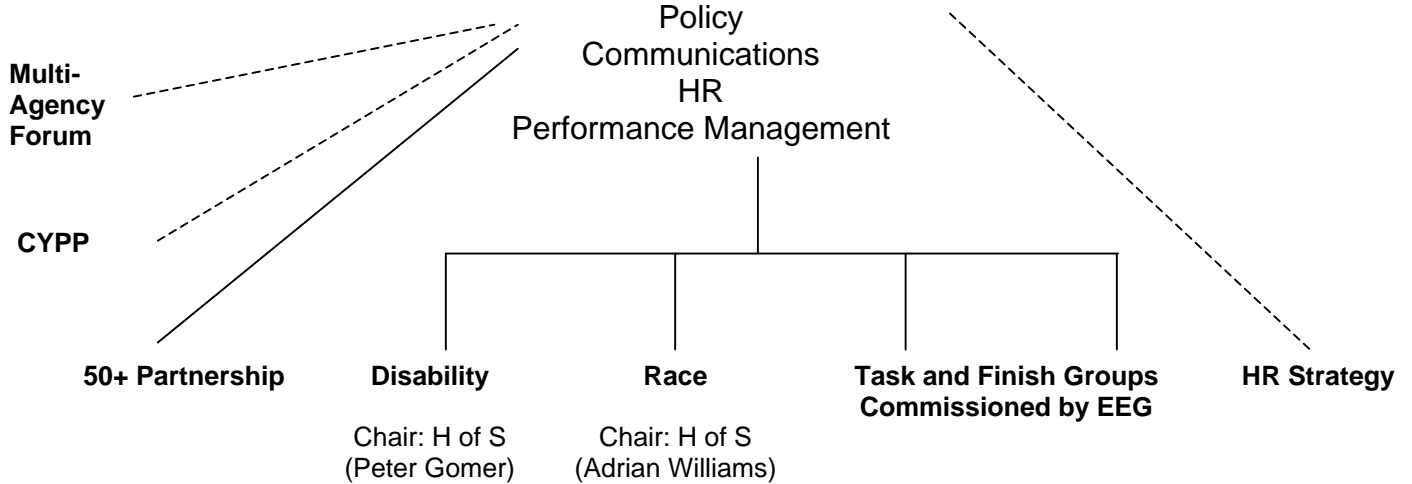 Policy
Communications
HR
Performance Management
Multi-
Agency
Forum
CYPP
50+ Partnership
Disability
Chair: H of S
(Peter Gomer)
Race
Chair: H of S
(Adrian Williams)
Task and Finish Groups
Commissioned by EEG
HR Strategy